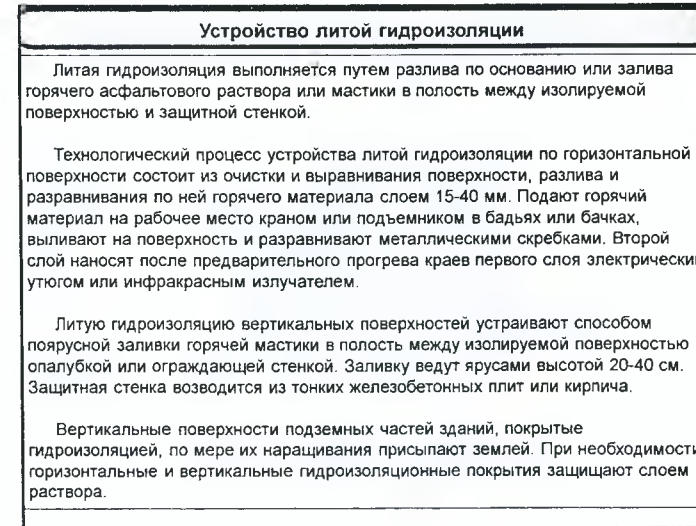 Устройство литой гидроизоляции
Литая гидроизоляция выполняется путем разлива по основанию или залива
горячего асфальтового раствора или мастики в полость между изолируемой
поверхностью и защитной стенкой.
Технологический процесс устройства литой гидроизоляции по горизонтальной
поверхности состоит из очистки и выравнивания поверхности, разлива и
разравнивания по ней горячего материала слоем 15-40 мм. Подают горячий
материал на рабочее место краном или подъемником в бадьях или бачках,
выливают на поверхность и разравнивают металлическими скребками. Второй
слой наносят после предварительного прогрева краев первого слоя электрически
утюгом или инфракрасным излучателем.
Литую гидроизоляцию вертикальных поверхностей устраивают способом
поярусной заливки горячей мастики в полость между изолируемой поверхностью
опалубкой или ограждающей стенкой. Заливку ведут ярусами высотой 20-40 см.
Защитная стенка возводится из тонких железобетонных плит или кирпича.
Вертикальные поверхности подземных частей зданий, покрытые
гидроизоляцией, по мере их наращивания присыпают землей. При необходимости
горизонтальные и вертикальные гидроизоляционные покрытия защищают слоем
раствора.